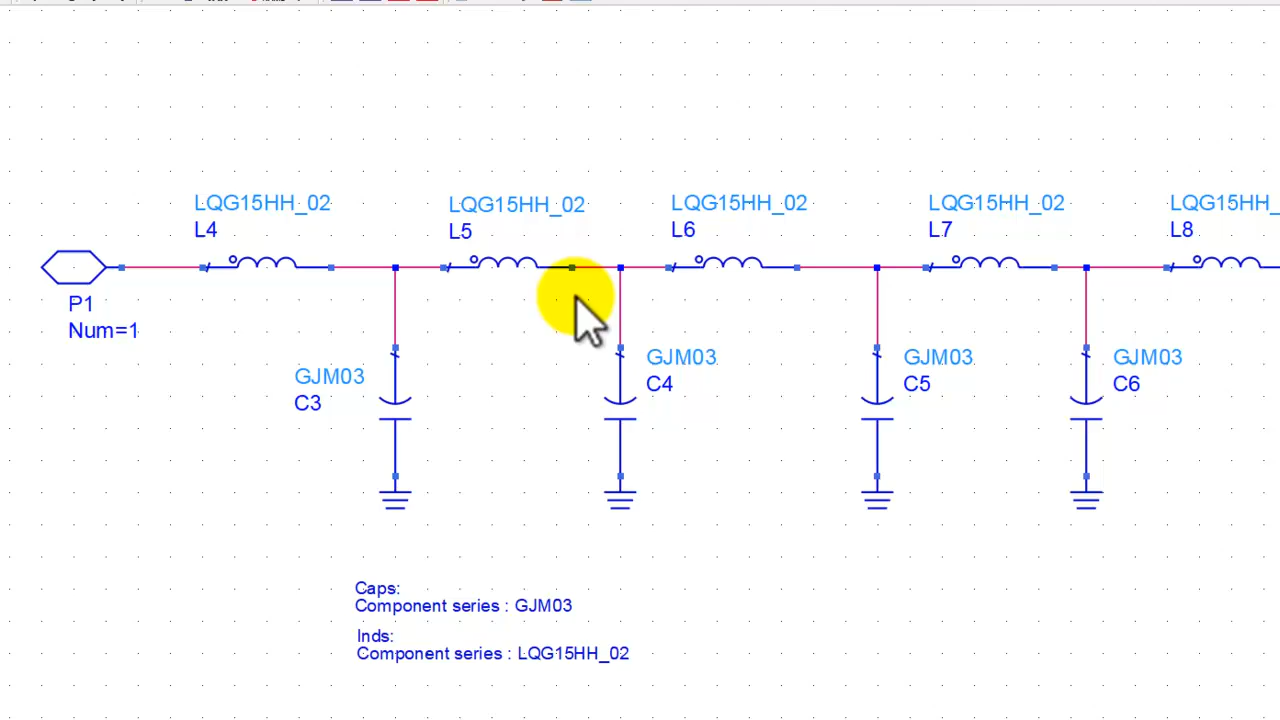 LQG15HH_02
L4
LQG15HH_02
L5
LQG15HH_02
L6
LQG15HH_02
L7
LQG15HH_
L8
P1
Num=1
GJM03
C3
GJM03
C4
GJM03
C5
GJM03
C6
Caps:
Component series : GJM03
Inds:
Component series : LQG15HH_02